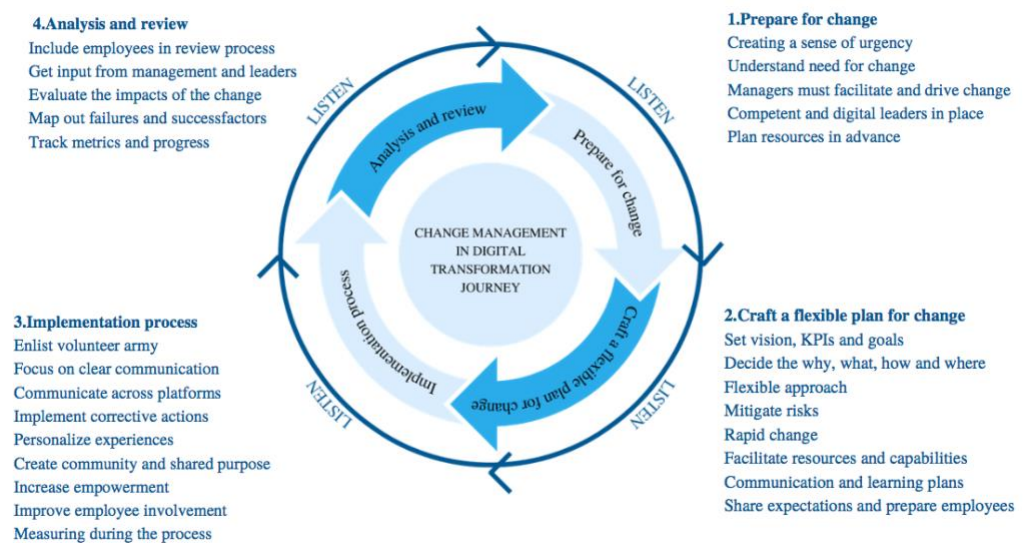 4.Analysis and review
Include employees in review process
Get input from management and leaders
Evaluate the impacts of the change
Map out failures and successfactors
Track metrics and progress
1.Prepare for change
Creating a sense of urgency
Understand need for change
Managers must facilitate and drive change
Competent and digital leaders in place
Plan resources in advance
LISTEN
LISTEN
Analysis and review
Prepare for change
CHANGE MANAGEMENT
IN DIGITAL
TRANSFORMATION
JOURNEY
Implementation process
Craft a flexible plan for change
LISTEN
LISTEN
3.Implementation process
Enlist volunteer army
Focus on clear communication
Communicate across platforms
Implement corrective actions
Personalize experiences
Create community and shared purpose
Increase empowerment
Improve employee involvement
Measuring during the process
2.Craft a flexible plan for change
Set vision, KPIs and goals
Decide the why, what, how and where
Flexible approach
Mitigate risks
Rapid change
Facilitate resources and capabilities
Communication and learning plans
Share expectations and prepare employees